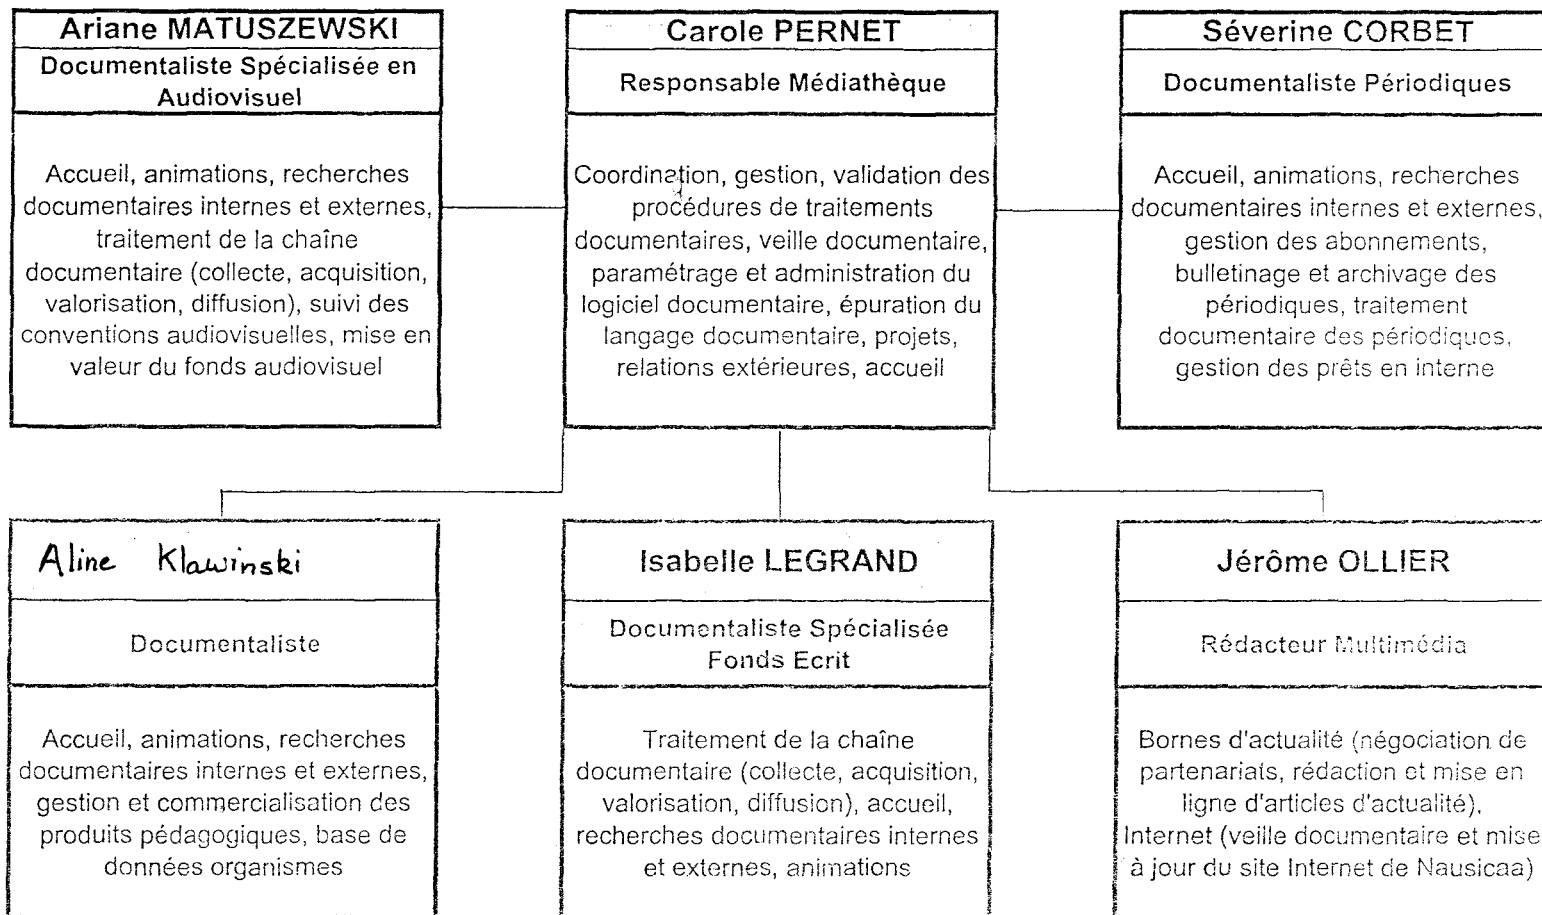 Ariane MATUSZEWSKI
Documentaliste Spécialisée en
Audiovisuel
Accueil, animations, recherches
documentaires internes et externes,
traitement de la chaîne
documentaire (collecte, acquisition,
valorisation, diffusion), suivi des
conventions audiovisuelles, mise en
valeur du fonds audiovisuel
Carole PERNET
Responsable Médiathèque
Coordination, gestion, validation des
procédures de traitements
documentaires, veille documentaire,
paramétrage et administration du
logiciel documentaire, épuration du
langage documentaire, projets,
relations extérieures, accueil
Séverine CORBET
Documentaliste Périodiques
Accueil, animations, recherches
documentaires internes et externes,
gestion des abonnements,
bulletinage et archivage des
périodiques, traitement
documentaire des périodiques,
gestion des prêts en interne
Aline Klawinski
Documentaliste
Accueil, animations, recherches
documentaires internes et externes,
gestion et commercialisation des
produits pédagogiques, base de
données organismes
Isabelle LEGRAND
Documentaliste Spécialisée
Fonds Ecrit
Traitement de la chaîne
documentaire (collecte, acquisition,
valorisation, diffusion), accueil,
recherches documentaires internes
et externes, animations
Jérôme OLLIER
Rédacteur Multimédia
Bornes d'actualité (négociation de
partenariats, rédaction et mise en
ligne d'articles d'actualité),
Internet (veille documentaire et mise
à jour du site Internet de Nausicaa)